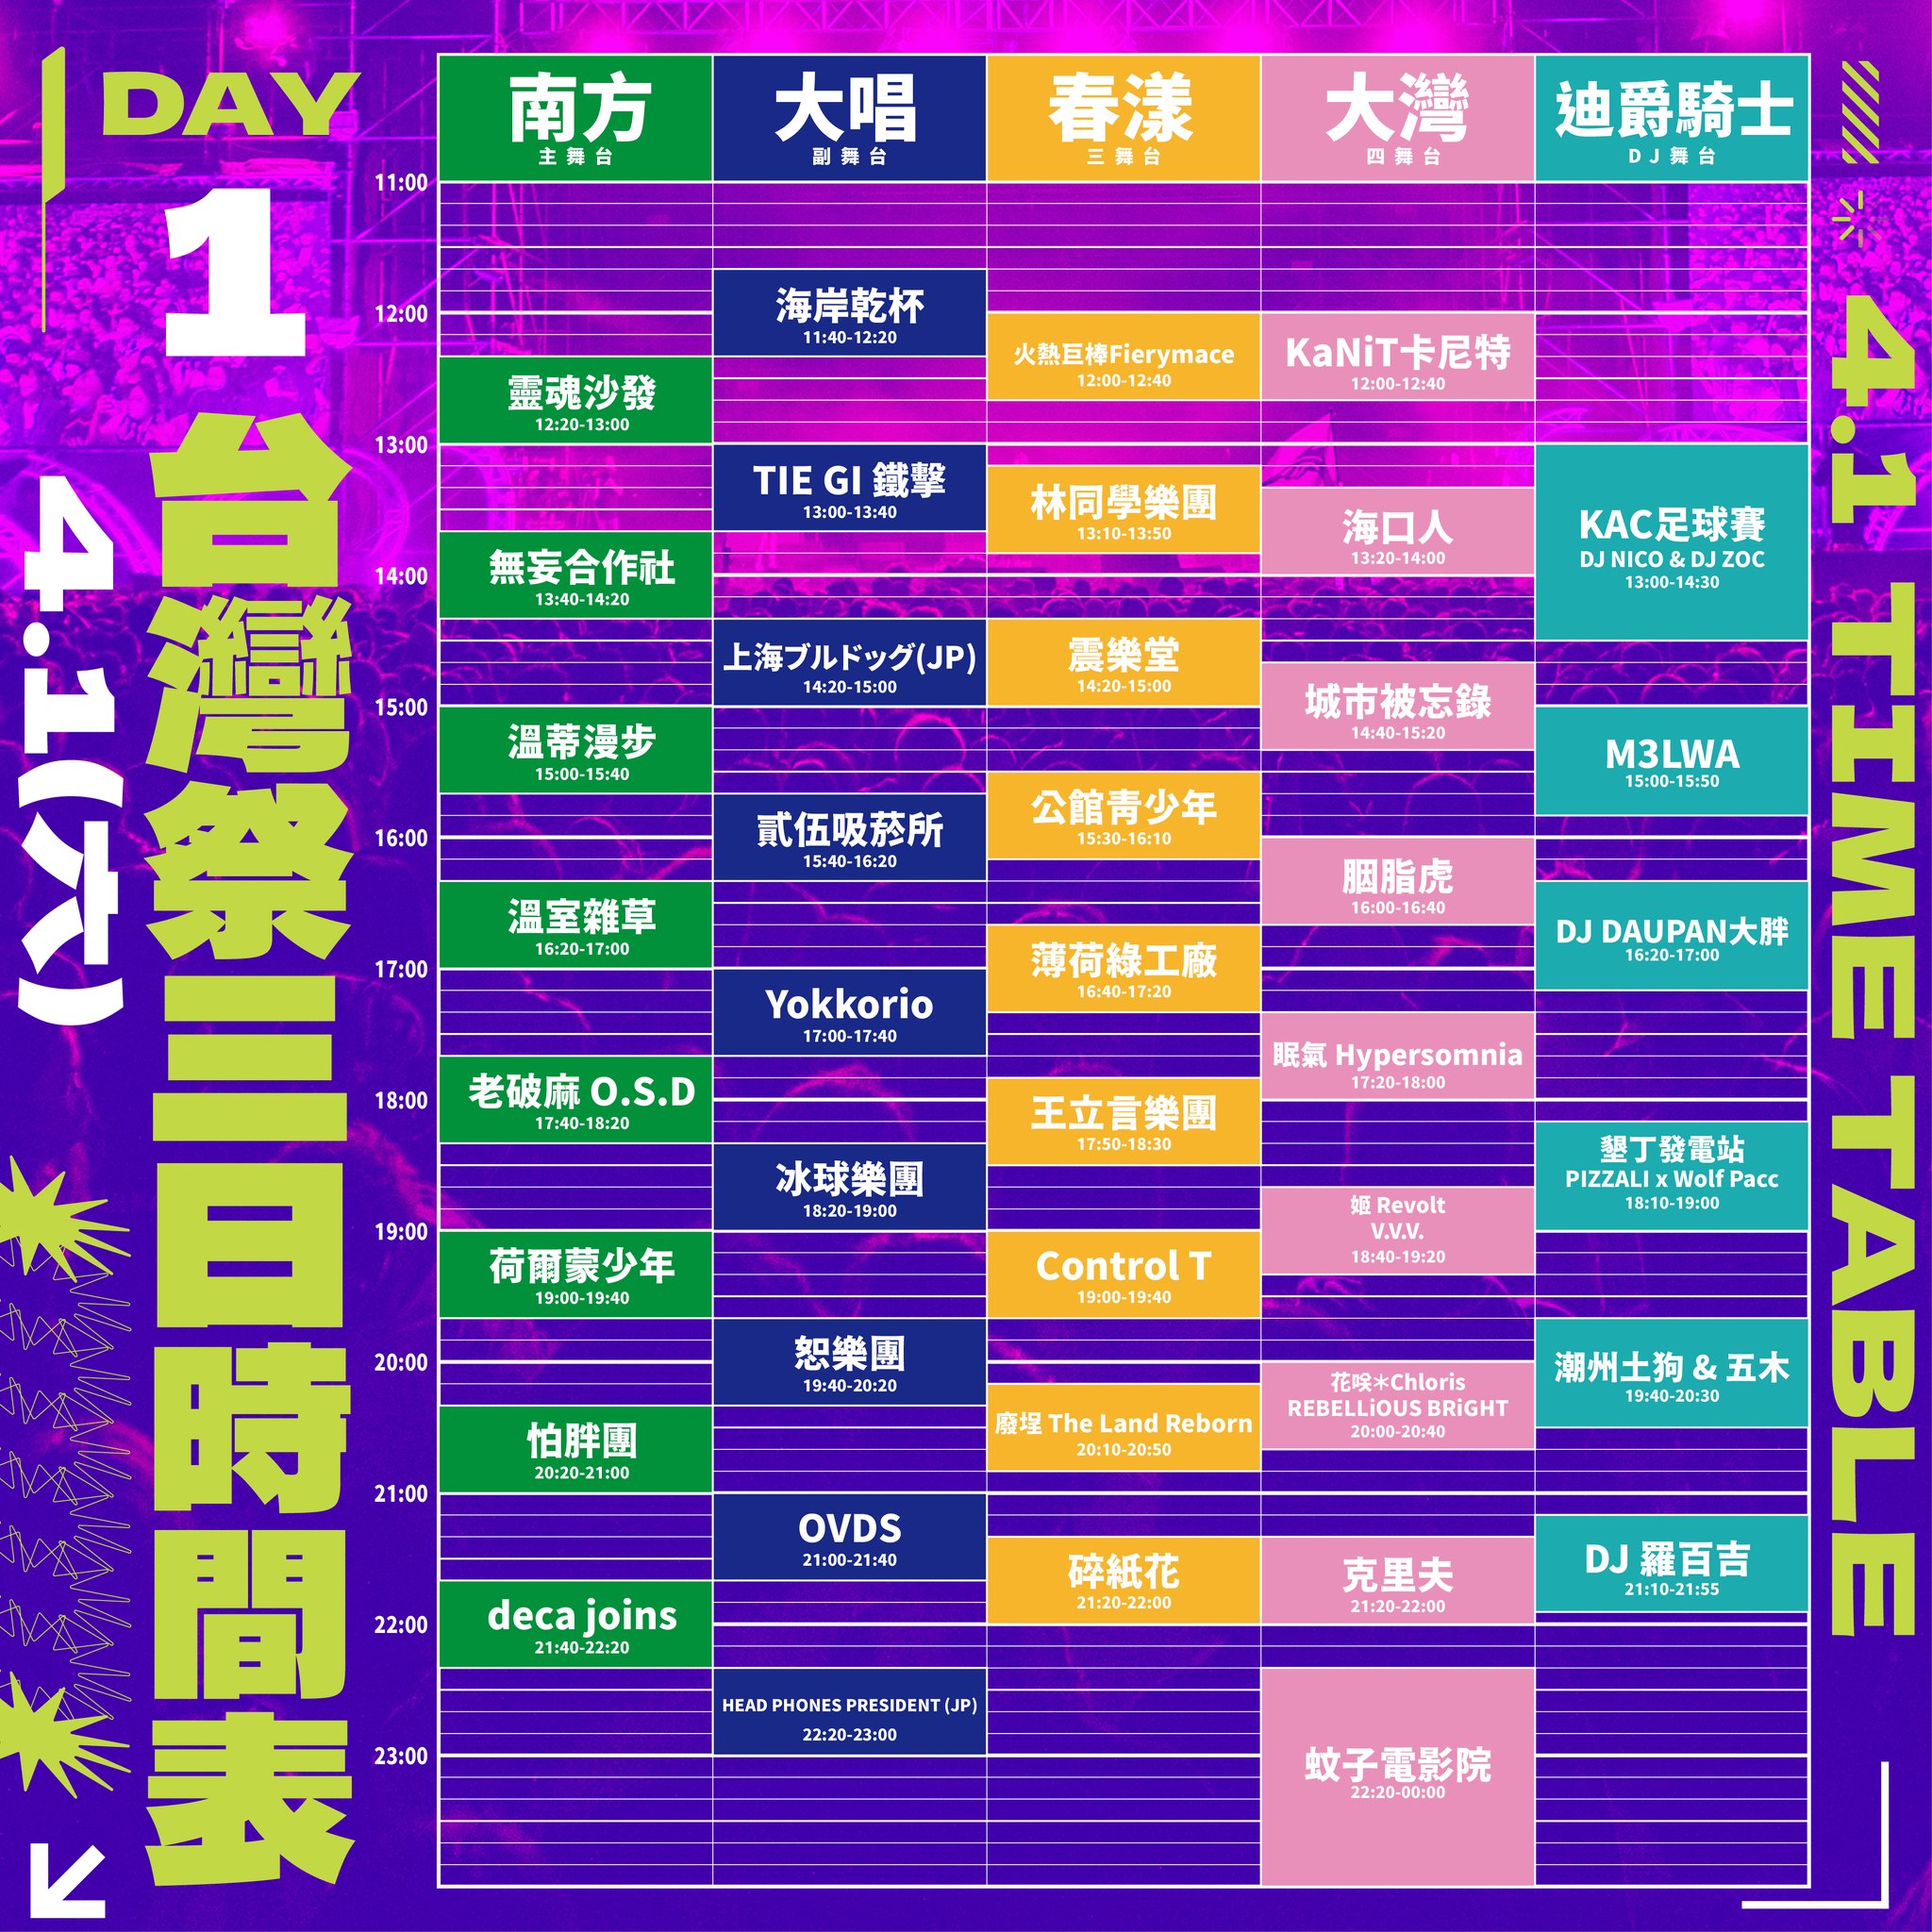 DAY
1
台灣祭三日時間表
4.1(六)
4.1 TIME TABLE
南方
主舞台
大唱
副舞台
春漾
三舞台
大灣
四舞台
迪爵騎士
DJ舞台
11:00
12:00
13:00
14:00
15:00
16:00
17:00
18:00
19:00
20:00
21:00
22:00
23:00
靈魂沙發
12:20-13:00
無妄合作社
13:40-14:20
溫蒂漫步
15:00-15:40
溫室雜草
16:20-17:00
老破麻 O.S.D
17:40-18:20
荷爾蒙少年
19:00-19:40
怕胖團
20:20-21:00
deca joins
21:40-22:20
海岸乾杯
11:40-12:20
TIE GI 鐵擊
13:00-13:40
上海ブルドッグ(JP)
14:20-15:00
貳伍吸菸所
15:40-16:20
Yokkorio
17:00-17:40
冰球樂團
18:20-19:00
恕樂團
19:40-20:20
OVDS
21:00-21:40
HEAD PHONES PRESIDENT (JP)
22:20-23:00
火熱巨棒Fierymace
12:00-12:40
林同學樂團
13:10-13:50
震樂堂
14:20-15:00
公館青少年
15:30-16:10
薄荷綠工廠
16:40-17:20
王立言樂團
17:50-18:30
Control T
19:00-19:40
廢埕 The Land Reborn
20:10-20:50
碎紙花
21:20-22:00
KaNiT卡尼特
12:00-12:40
海口人
13:20-14:00
城市被忘錄
14:40-15:20
胭脂虎
16:00-16:40
眠氣 Hypersomnia
17:20-18:00
姬 Revolt
V.V.V.
18:40-19:20
花咲＊Chloris
REBELLiOUS BRiGHT
20:00-20:40
克里夫
21:20-22:00
蚊子電影院
22:20-00:00
KAC足球賽
DJ NICO & DJ ZOC
13:00-14:30
M3LWA
15:00-15:50
DJ DAUPAN大胖
16:20-17:00
墾丁發電站
PIZZALI x Wolf Pacc
18:10-19:00
潮州土狗 & 五木
19:40-20:30
DJ 羅百吉
21:10-21:55